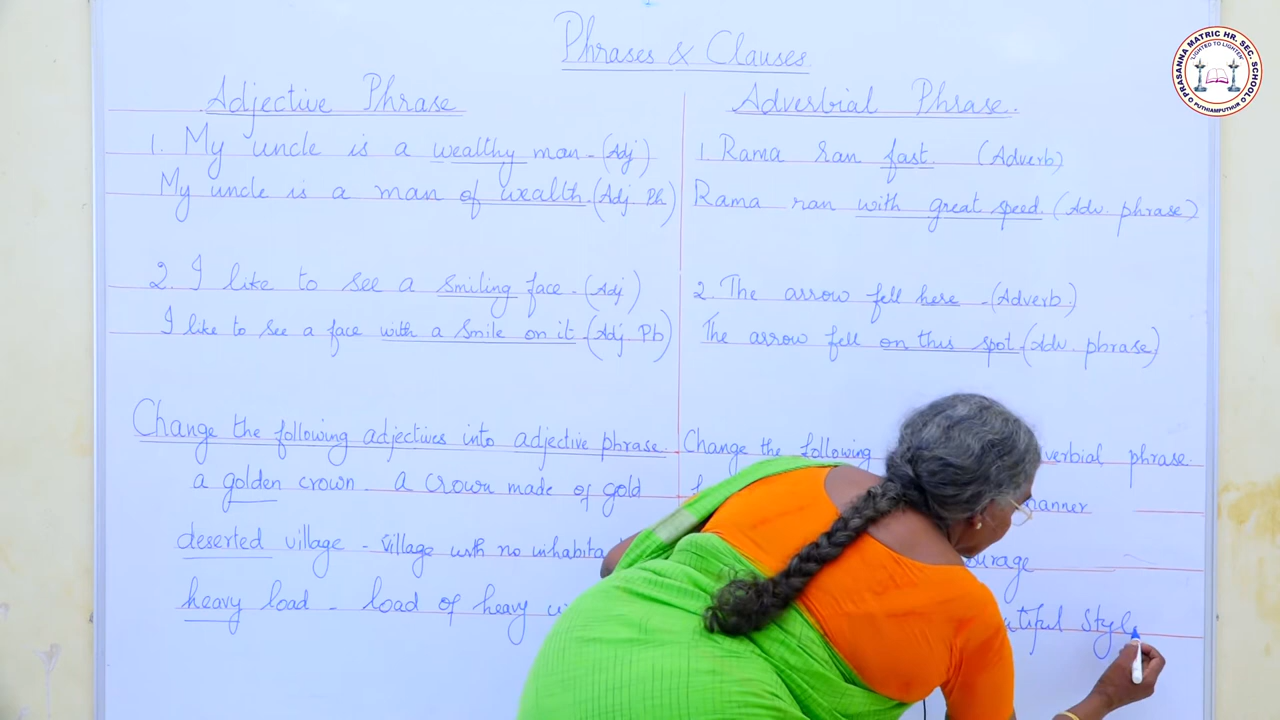 Phrases & Clauses
Adjective Phrase
1. My uncle is a wealthy man - (Adj)
My uncle is a man of wealth. (Adj Ph)
2. I like to see a smiling face - (Adj)
I like to see a face with a smile on it. (Adj Ph)
Change the following adjectives into adjective phrase.
a golden crown - a crown made of gold
deserted village - village with no
heavy load - load of heavy
Adverbial Phrase.
1. Rama ran fast. (Adverb)
Rama ran with great speed. (Adv. phrase)
2. The arrow fell here - (Adverb.)
The arrow fell on this spot. (Adv. phrase)
Change the following phrase.
manner
PRASANNA MATRIC HR. SEC. SCHOOL
"LIGHTED TO LIGHTEN"
PUTHIAMPUTHUR